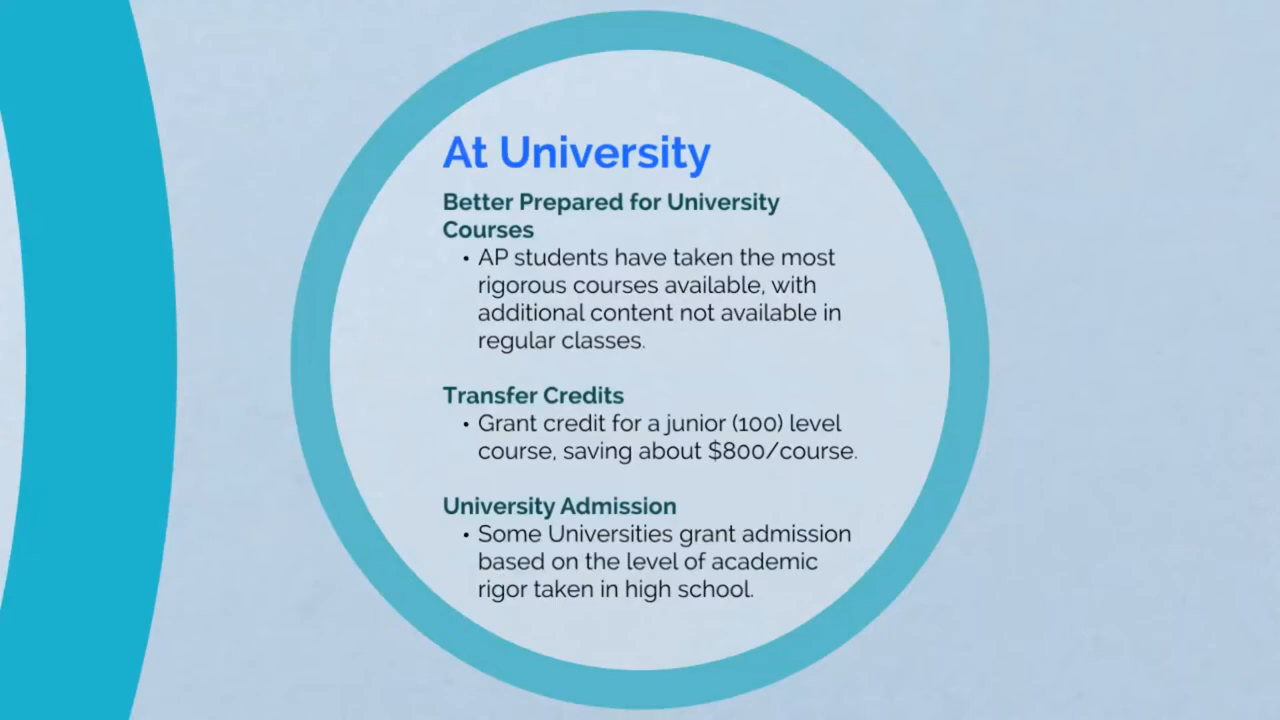 At University
Better Prepared for University
Courses
• AP students have taken the most
rigorous courses available, with
additional content not available in
regular classes.
Transfer Credits
• Grant credit for a junior (100) level
course, saving about $800/course.
University Admission
• Some Universities grant admission
based on the level of academic
rigor taken in high school.